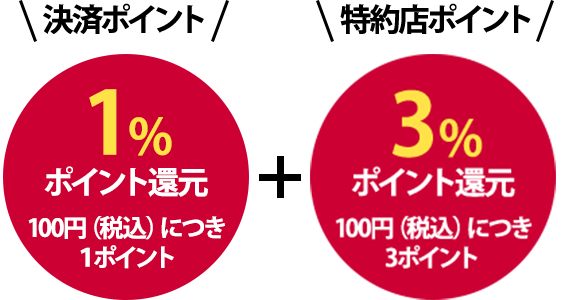 \ 決済ポイント /
1%
ポイント還元
100円（税込）につき
1ポイント
+
\ 特約店ポイント /
3%
ポイント還元
100円（税込）につき
3ポイント